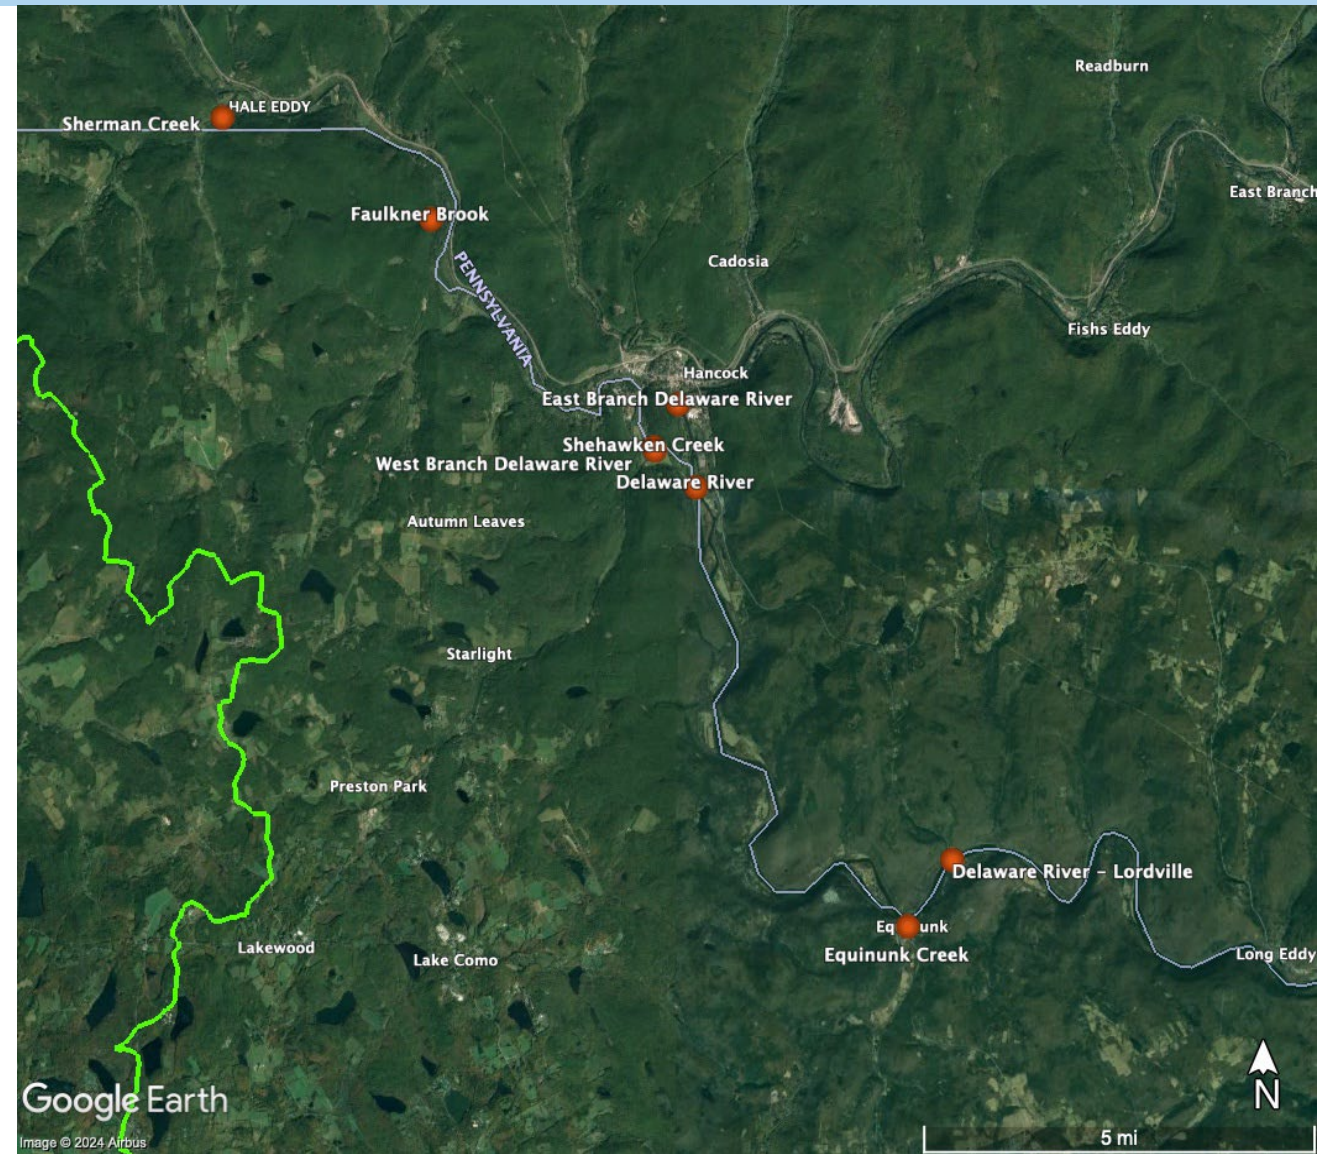 Readburn
HALE EDDY
Sherman Creek
East Branch
Faulkner Brook
PENNSYLVANIA
Cadosia
Fishs Eddy
Hancock
East Branch Delaware River
Shehawken Creek
West Branch Delaware River
Delaware River
Autumn Leaves
Starlight
Preston Park
Delaware River – Lordville
Equinunk Creek
Lakewood
Lake Como
Long Eddy
N
Google Earth
5 mi
Image © 2024 Airbus